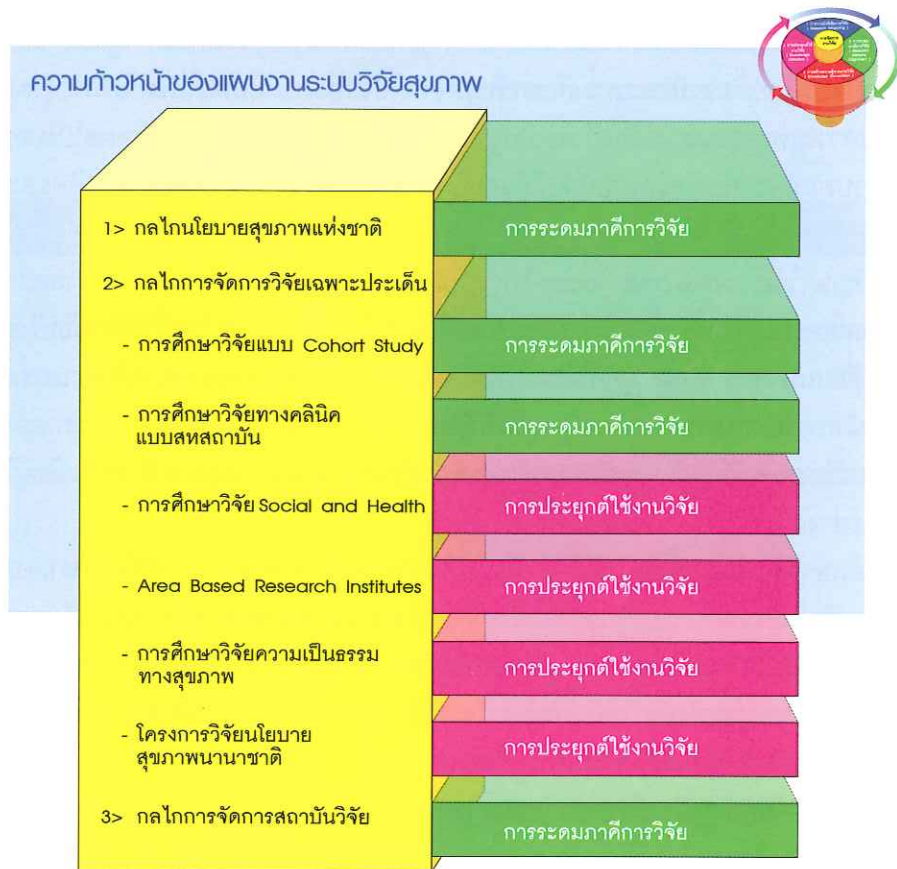 ความก้าวหน้าของแผนงานระบบวิจัยสุขภาพ
1> กลไกนโยบายสุขภาพแห่งชาติ
การระดมภาคีการวิจัย
2> กลไกการจัดการวิจัยเฉพาะประเด็น
- การศึกษาวิจัยแบบ Cohort Study
การระดมภาคีการวิจัย
- การศึกษาวิจัยทางคลินิค
แบบสหสถาบัน
การระดมภาคีการวิจัย
- การศึกษาวิจัย Social and Health
การประยุกต์ใช้งานวิจัย
- Area Based Research Institutes
การประยุกต์ใช้งานวิจัย
- การศึกษาวิจัยความเป็นธรรม
ทางสุขภาพ
การประยุกต์ใช้งานวิจัย
- โครงการวิจัยนโยบาย
สุขภาพนานาชาติ
การประยุกต์ใช้งานวิจัย
3> กลไกการจัดการสถาบันวิจัย
การระดมภาคีการวิจัย